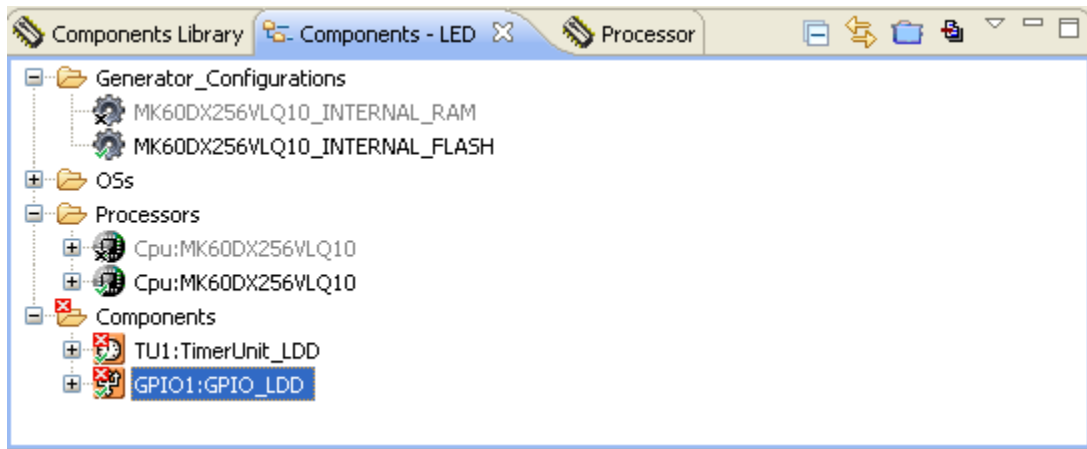 Components Library Components - LED Processor
Generator_Configurations
MK60DX256VLQ10_INTERNAL_RAM
MK60DX256VLQ10_INTERNAL_FLASH
OSs
Processors
Cpu:MK60DX256VLQ10
Cpu:MK60DX256VLQ10
Components
TU1:TimerUnit_LDD
GPIO1:GPIO_LDD